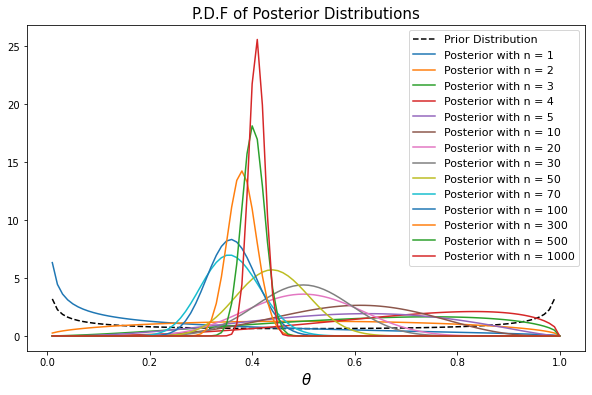 P.D.F of Posterior Distributions
Prior Distribution
Posterior with n = 1
Posterior with n = 2
Posterior with n = 3
Posterior with n = 4
Posterior with n = 5
Posterior with n = 10
Posterior with n = 20
Posterior with n = 30
Posterior with n = 50
Posterior with n = 70
Posterior with n = 100
Posterior with n = 300
Posterior with n = 500
Posterior with n = 1000
25
20
15
10
5
0
0.0 0.2 0.4 0.6 0.8 1.0
θ